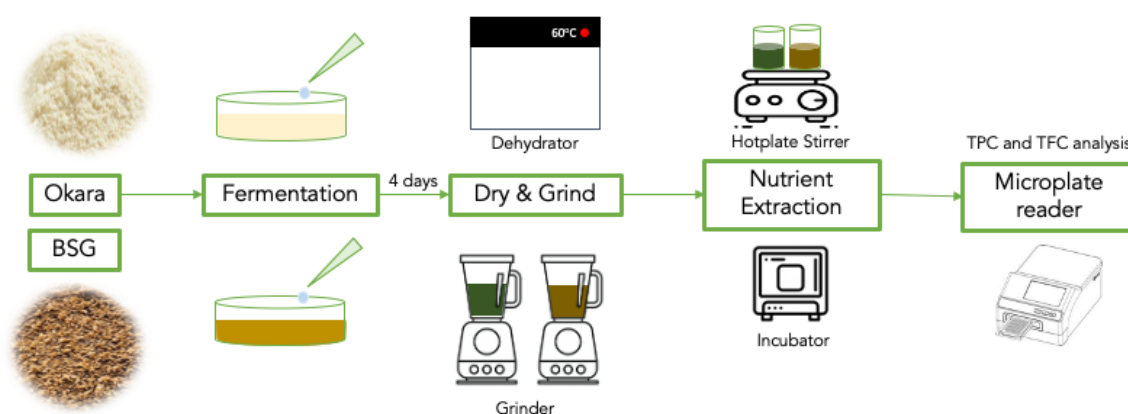 60°C
Dehydrator
Hotplate Stirrer
TPC and TFC analysis
Okara
Fermentation
4 days
Dry & Grind
Nutrient
Extraction
Microplate
reader
BSG
Grinder
Incubator